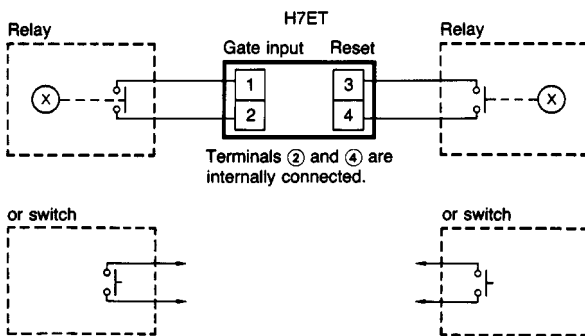 H7ET
Relay
Gate input Reset
Relay
X
1
2
3
4
X
Terminals ② and ④ are
internally connected.
or switch
or switch